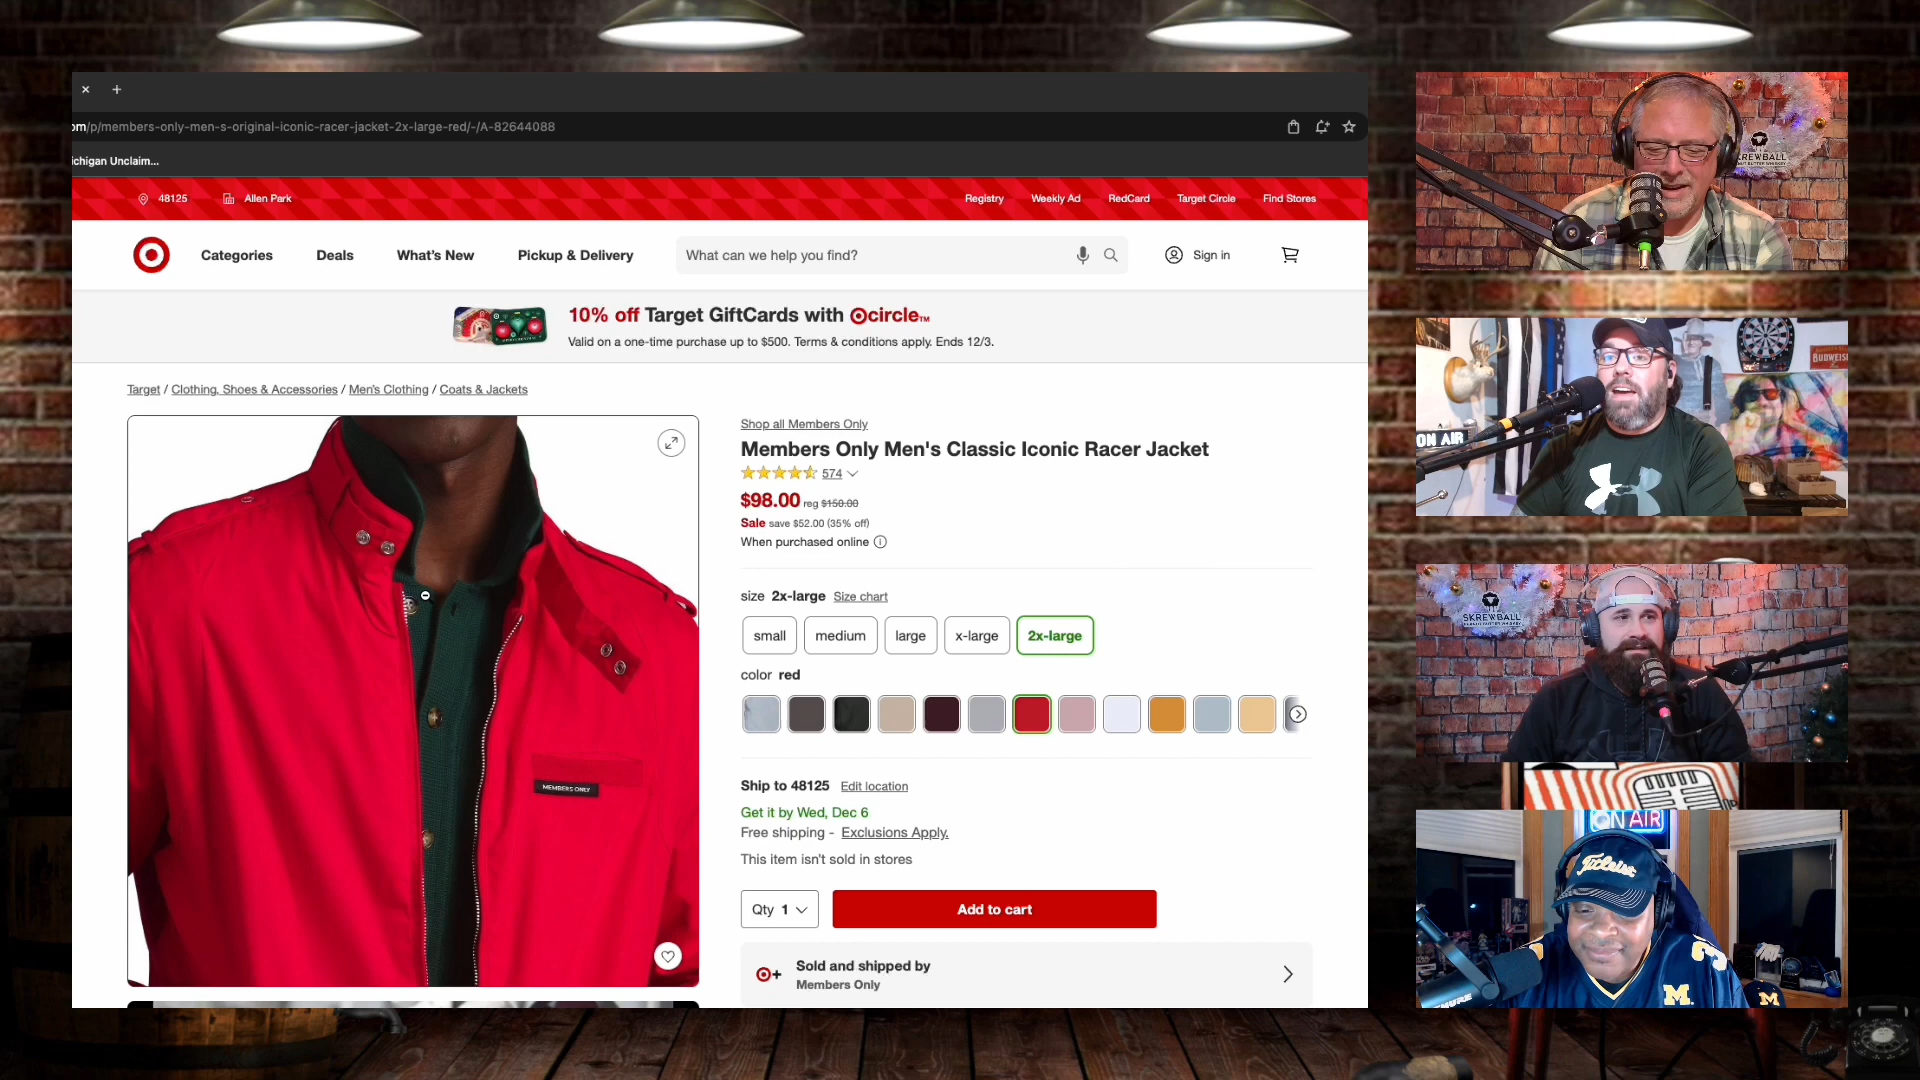 om/p/members-only-men-s-original-iconic-racer-jacket-2x-large-red/-/A-82644088
ichigan Unclaim...
48125
Allen Park
Registry
Weekly Ad
RedCard
Target Circle
Find Stores
Categories
Deals
What's New
Pickup & Delivery
What can we help you find?
Sign in
10% off Target GiftCards with circle™
Valid on a one-time purchase up to $500. Terms & conditions apply. Ends 12/3.
Target / Clothing, Shoes & Accessories / Men's Clothing / Coats & Jackets
Shop all Members Only
Members Only Men's Classic Iconic Racer Jacket
574
$98.00 reg $150.00
Sale save $52.00 (35% off)
When purchased online
size 2x-large Size chart
small
medium
large
x-large
2x-large
color red
MEMBERS ONLY
Ship to 48125 Edit location
Get it by Wed, Dec 6
Free shipping - Exclusions Apply.
This item isn't sold in stores
Qty 1
Add to cart
Sold and shipped by
Members Only
SKREWBALL
BUDWEIS
ON AIR
SKREWBALL
ON AIR
Titleist
M
M